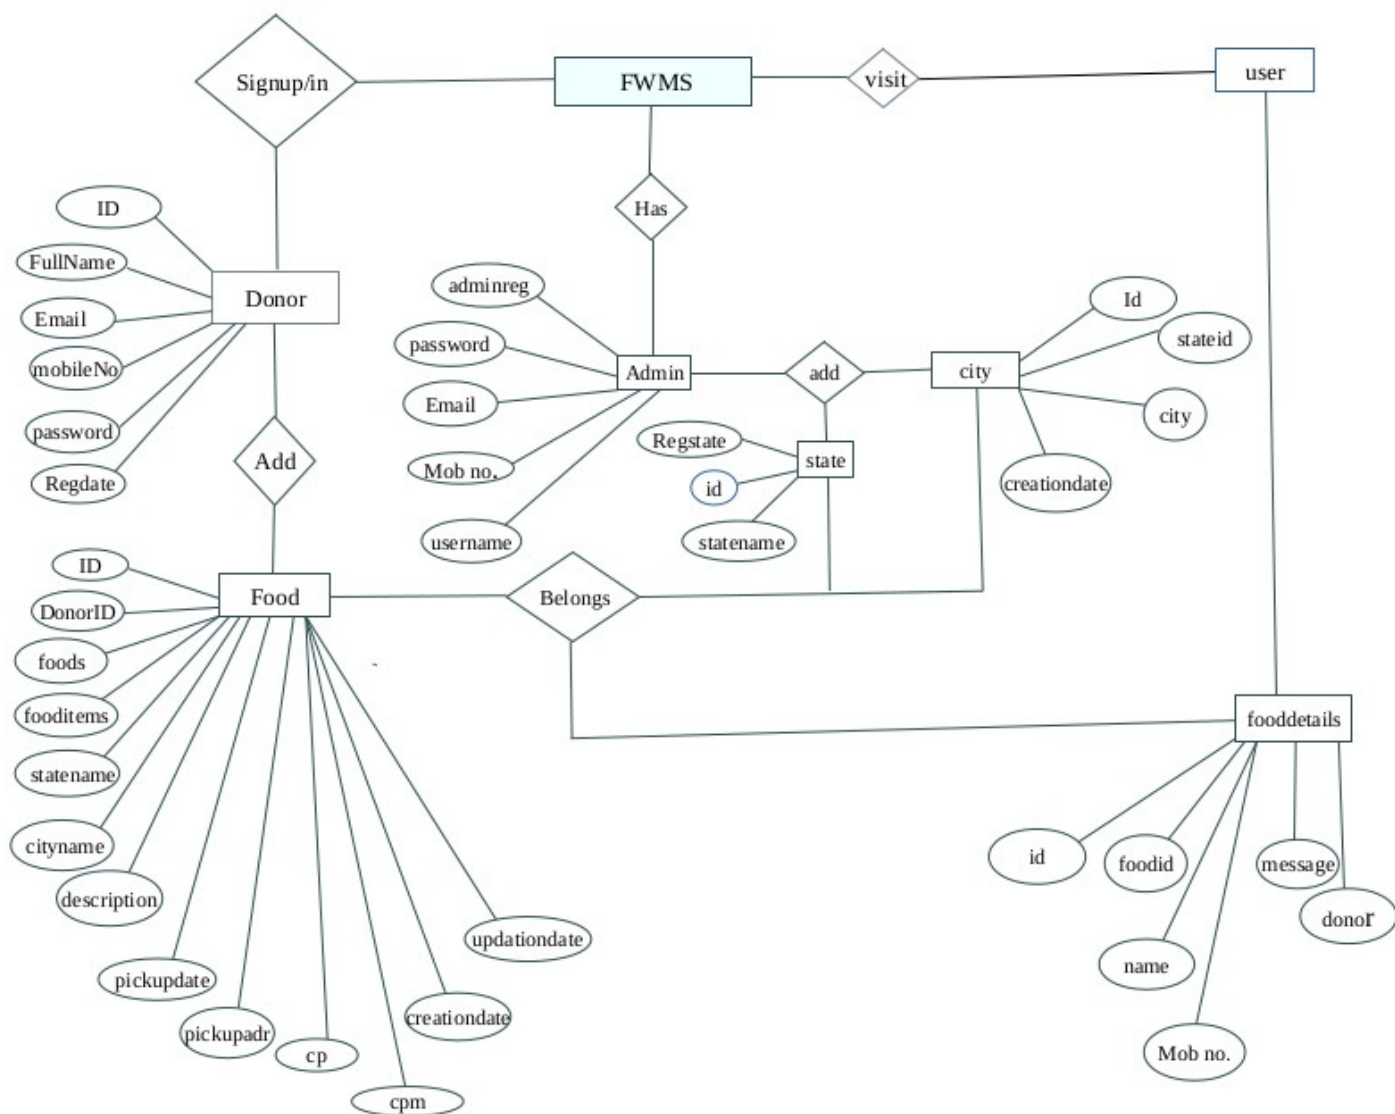 Signup/in
FWMS
visit
user
Has
ID
FullName
Email
mobileNo
password
Regdate
Donor
Add
adminreg
password
Email
Mob no.
username
Admin
add
city
Id
stateid
city
creationdate
Regstate
id
statename
state
Belongs
Food
ID
DonorID
foods
fooditems
statename
cityname
description
pickupdate
pickupadr
cp
cpm
creationdate
updationdate
fooddetails
id
foodid
name
Mob no.
message
donor